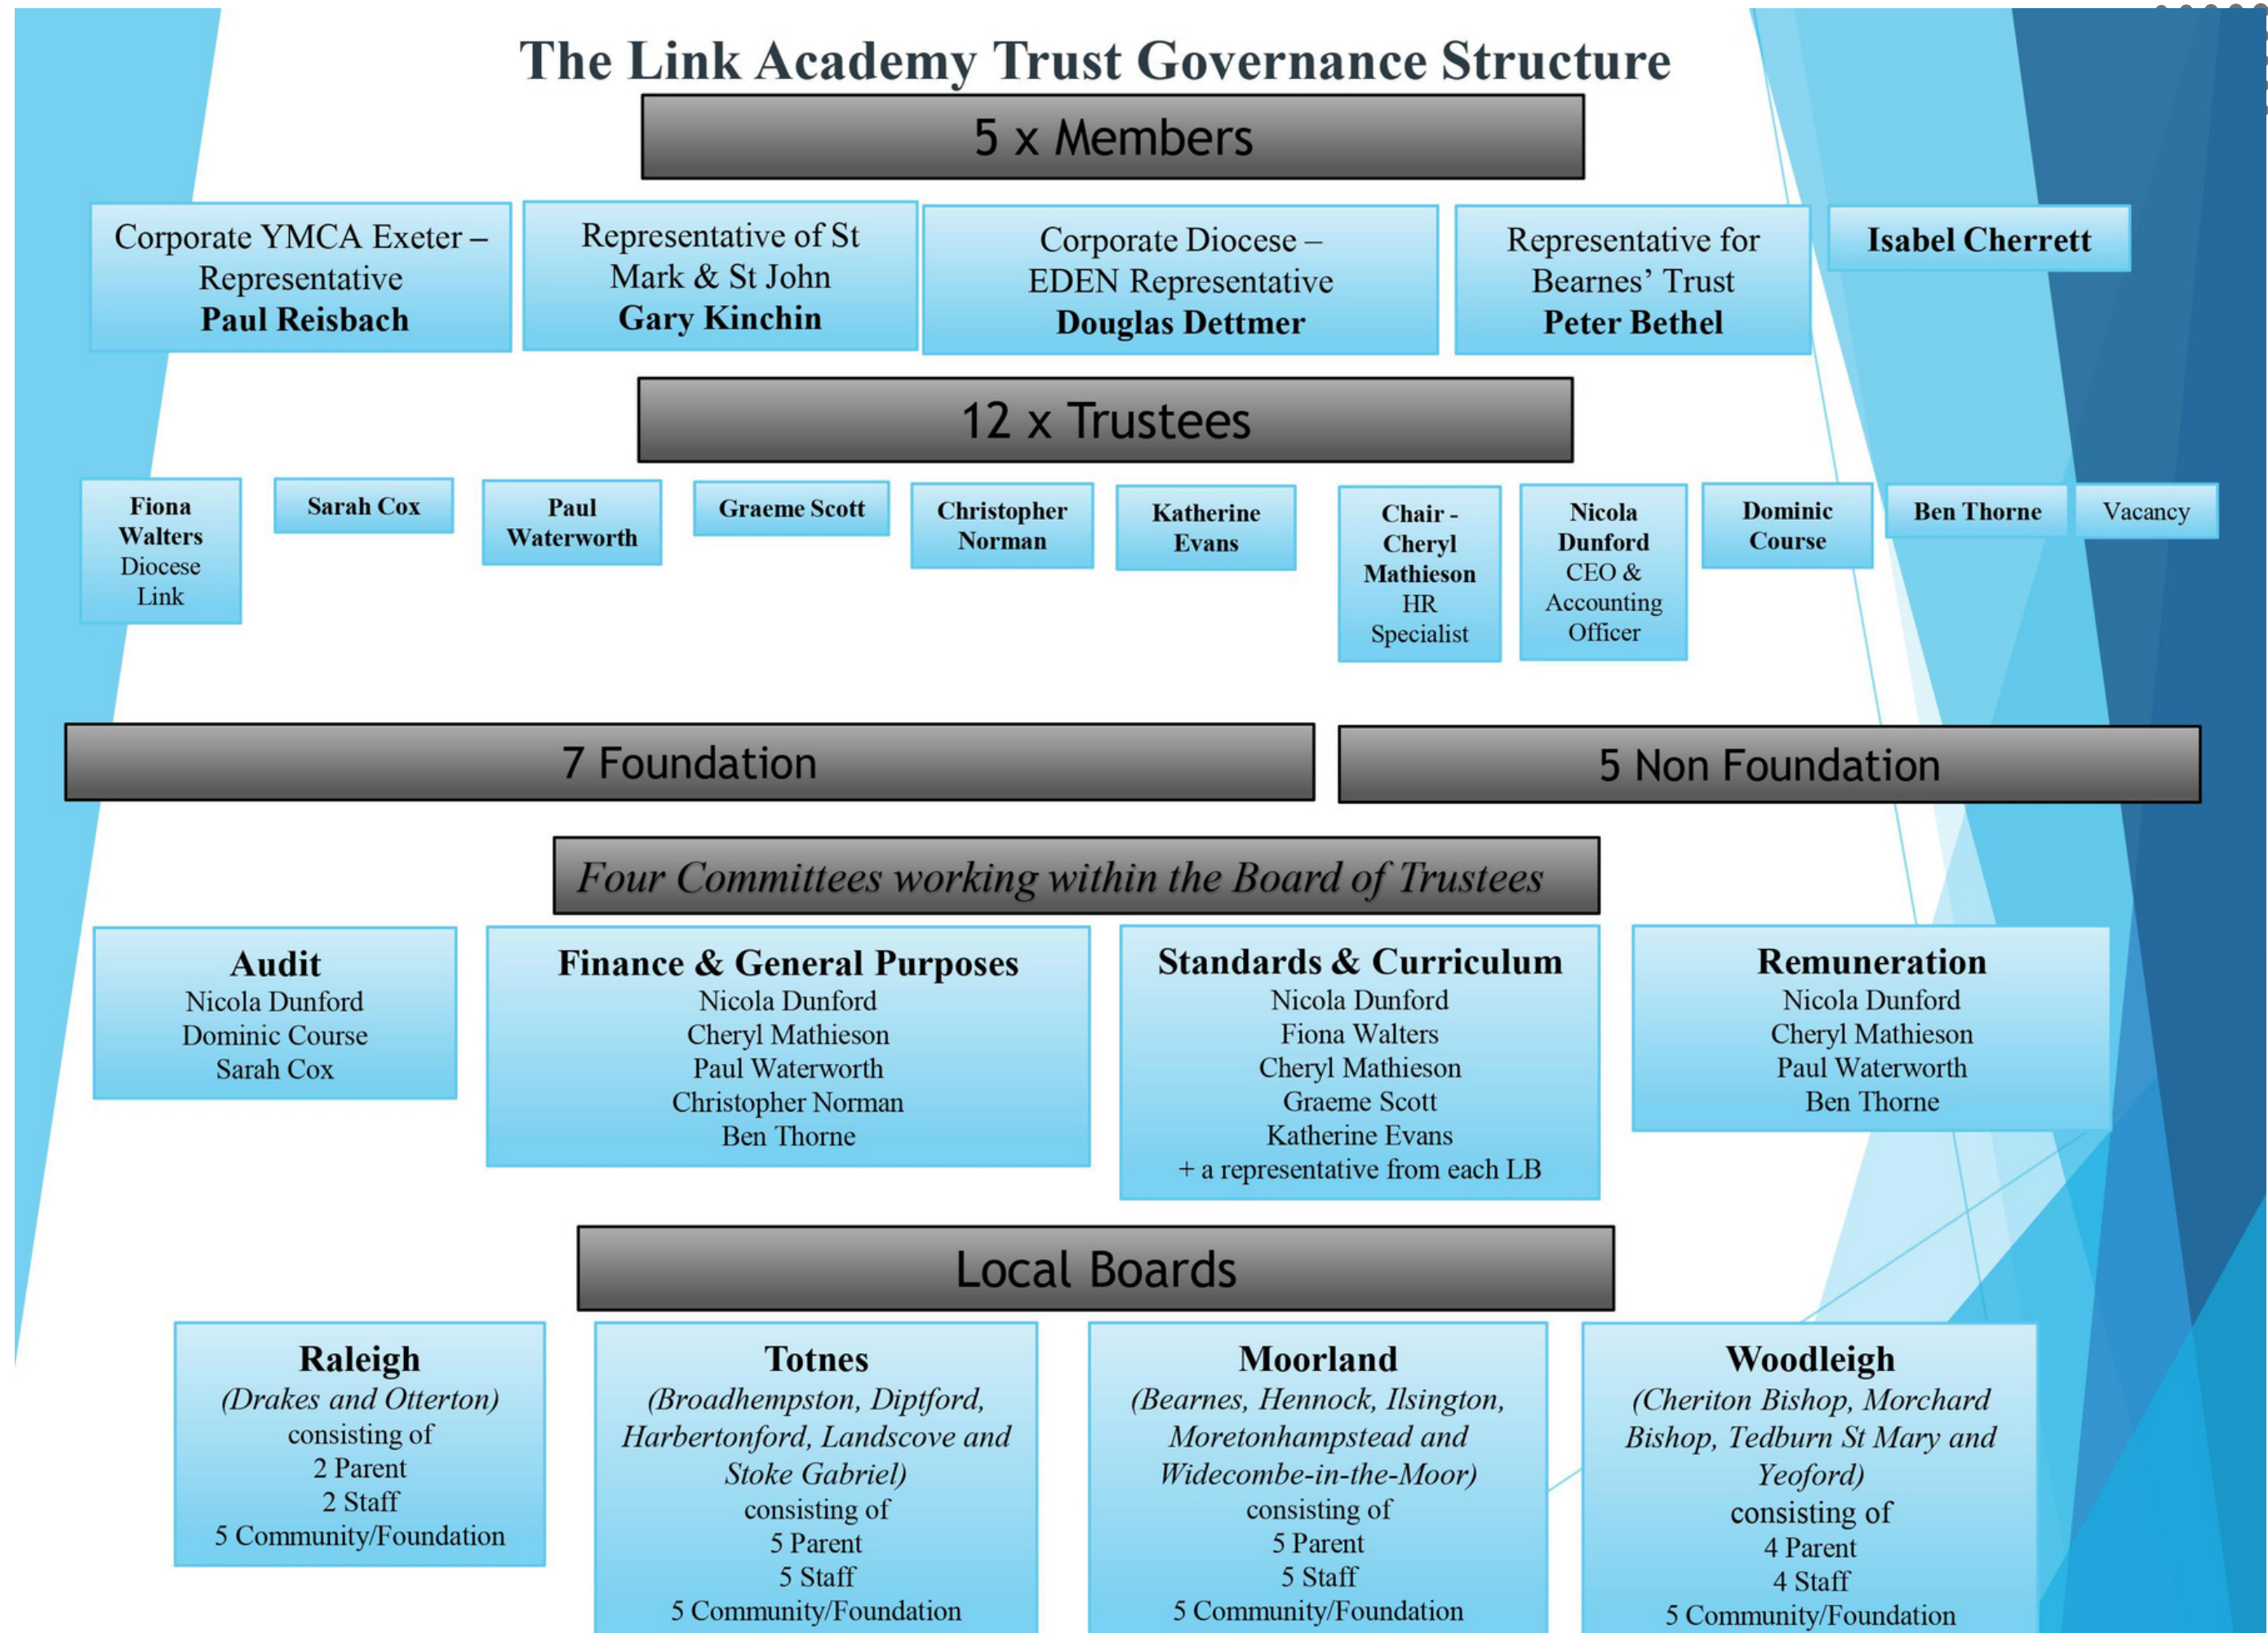 The Link Academy Trust Governance Structure
5 x Members
Corporate YMCA Exeter –
Representative
Paul Reisbach
Representative of St
Mark & St John
Gary Kinchin
Corporate Diocese –
EDEN Representative
Douglas Dettmer
Representative for
Bearnes’ Trust
Peter Bethel
Isabel Cherrett
12 x Trustees
Fiona
Walters
Diocese
Link
Sarah Cox
Paul
Waterworth
Graeme Scott
Christopher
Norman
Katherine
Evans
Chair -
Cheryl
Mathieson
HR
Specialist
Nicola
Dunford
CEO &
Accounting
Officer
Dominic
Course
Ben Thorne
Vacancy
7 Foundation
5 Non Foundation
Four Committees working within the Board of Trustees
Audit
Nicola Dunford
Dominic Course
Sarah Cox
Finance & General Purposes
Nicola Dunford
Cheryl Mathieson
Paul Waterworth
Christopher Norman
Ben Thorne
Standards & Curriculum
Nicola Dunford
Fiona Walters
Cheryl Mathieson
Graeme Scott
Katherine Evans
+ a representative from each LB
Remuneration
Nicola Dunford
Cheryl Mathieson
Paul Waterworth
Ben Thorne
Local Boards
Raleigh
(Drakes and Otterton)
consisting of
2 Parent
2 Staff
5 Community/Foundation
Totnes
(Broadhempston, Diptford,
Harbertonford, Landscove and
Stoke Gabriel)
consisting of
5 Parent
5 Staff
5 Community/Foundation
Moorland
(Bearnes, Hennock, Ilsington,
Moretonhampstead and
Widecombe-in-the-Moor)
consisting of
5 Parent
5 Staff
5 Community/Foundation
Woodleigh
(Cheriton Bishop, Morchard
Bishop, Tedburn St Mary and
Yeoford)
consisting of
4 Parent
4 Staff
5 Community/Foundation